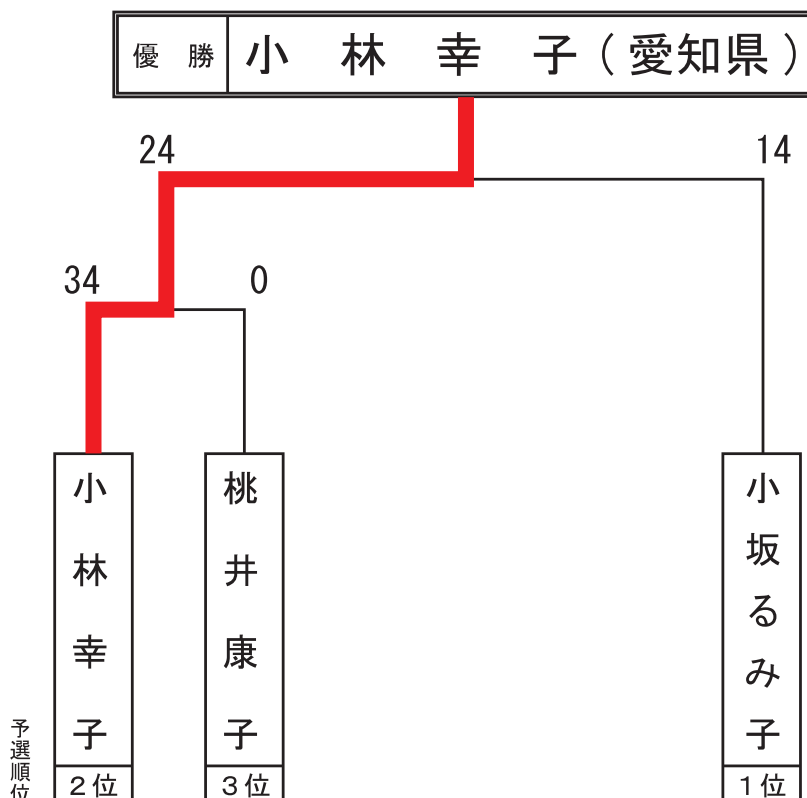 優勝 小林幸子(愛知県)
24 14
34 0
小林幸子
桃井康子
小坂るみ子
予選順位
2位 3位 1位